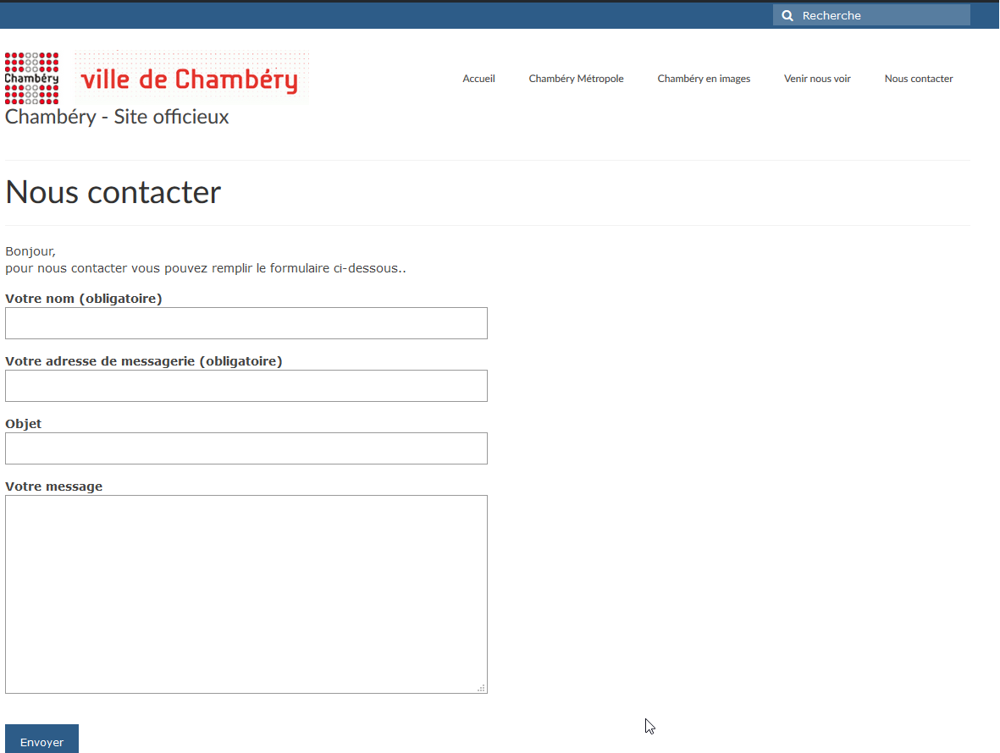 Recherche
Chambéry
ville de Chambéry
Accueil
Chambéry Métropole
Chambéry en images
Venir nous voir
Nous contacter
Chambéry - Site officieux
Nous contacter
Bonjour,
pour nous contacter vous pouvez remplir le formulaire ci-dessous..
Votre nom (obligatoire)
Votre adresse de messagerie (obligatoire)
Objet
Votre message
Envoyer